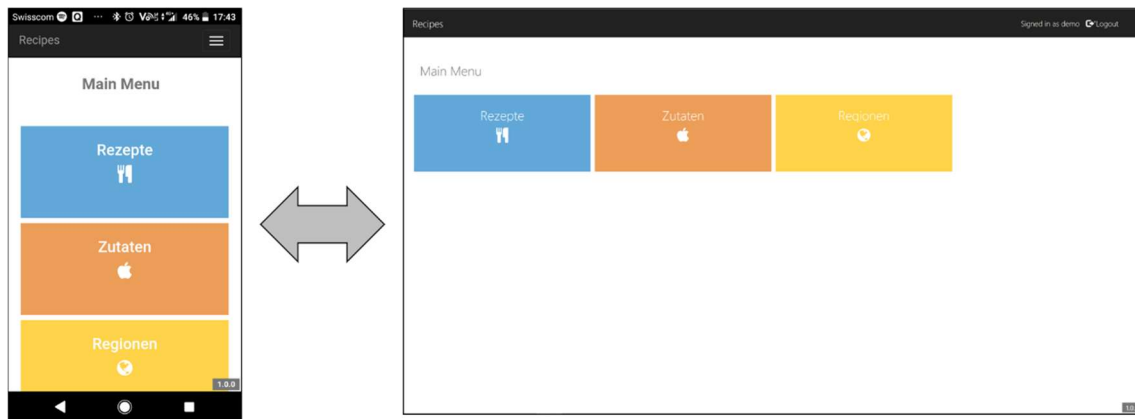 Swisscom 46% 17:43
Recipes
Main Menu
Rezepte
Zutaten
Regionen
1.0.0
Recipes Signed in as demo Logout
Main Menu
Rezepte Zutaten Regionen